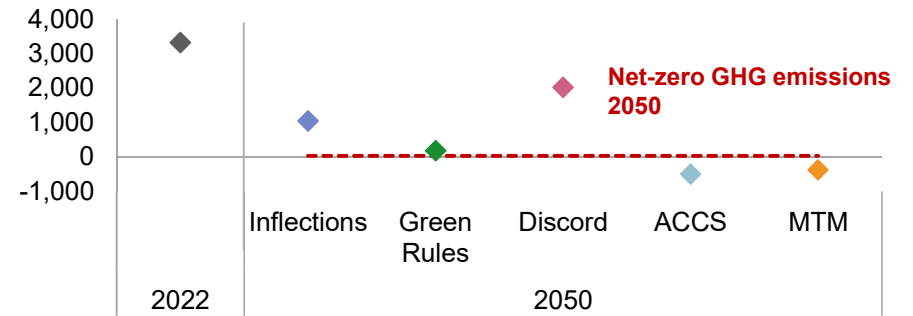 4,000
3,000
2,000
1,000
0
-1,000
Net-zero GHG emissions
2050
Inflections
Green
Rules
Discord
ACCS
MTM
2022
2050